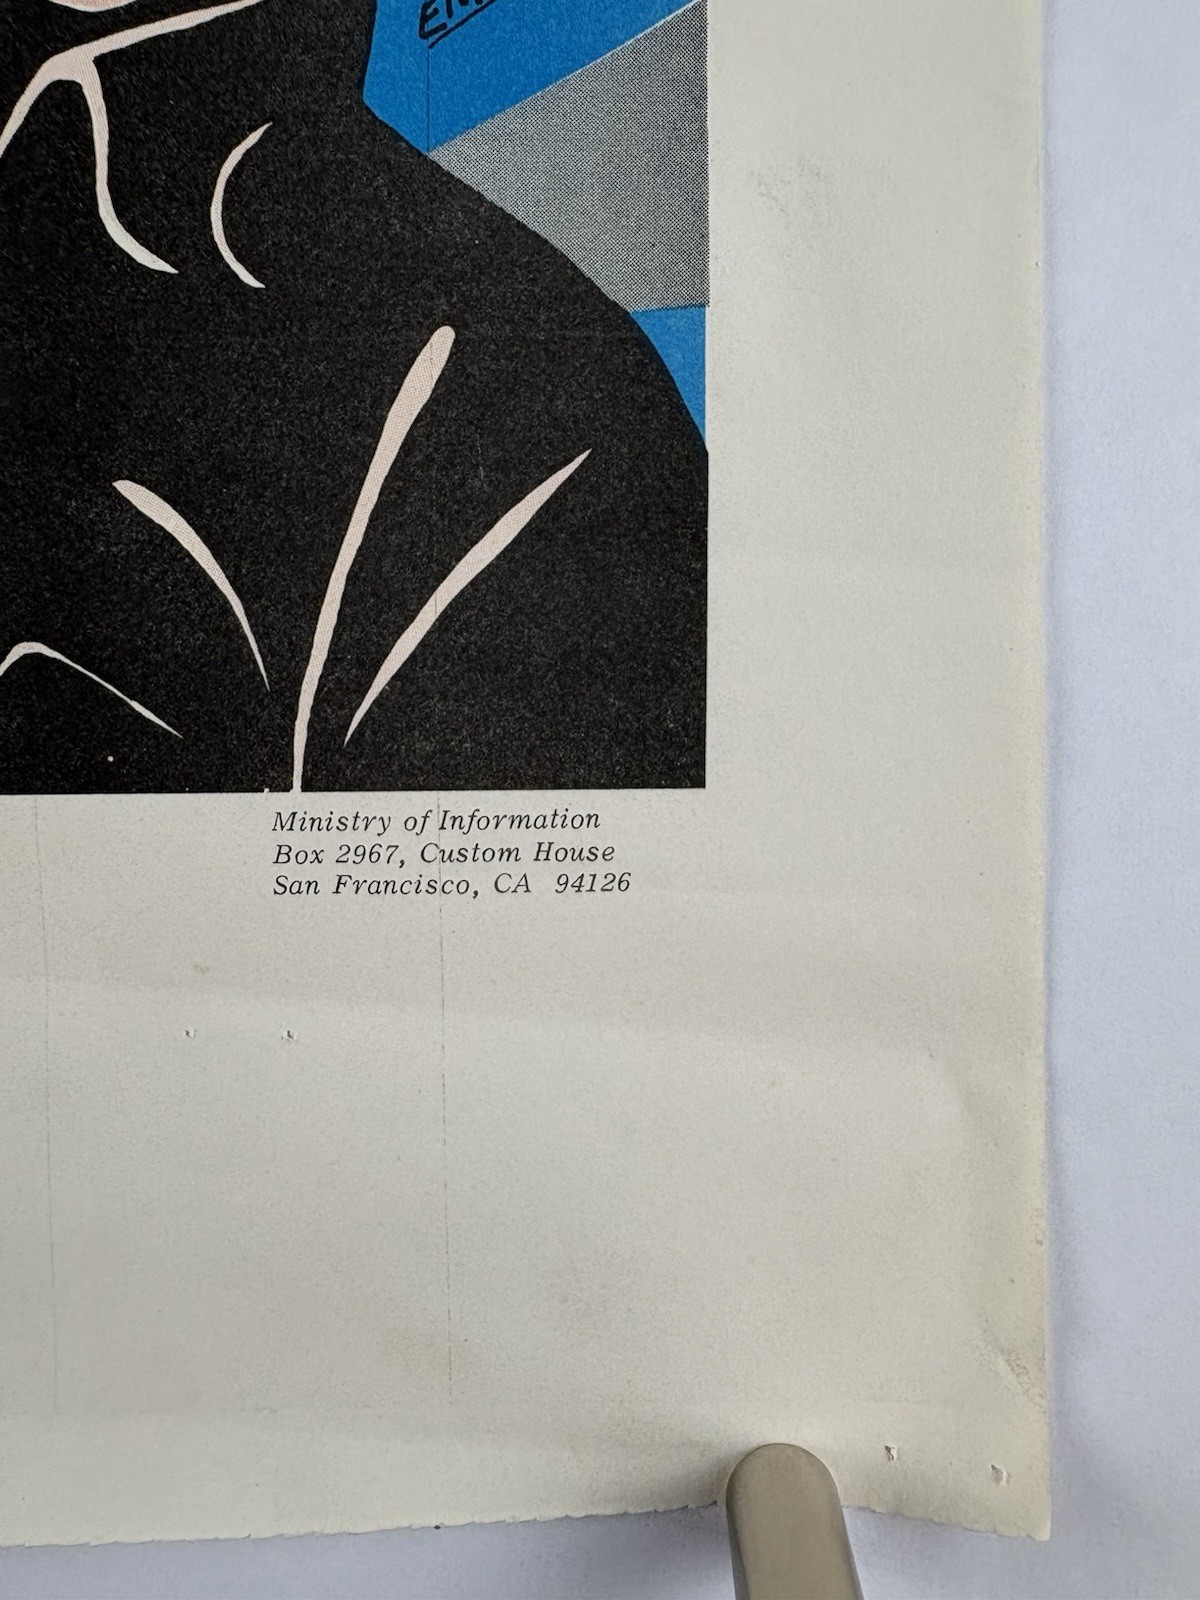 Ministry of Information
Box 2967, Custom House
San Francisco, CA 94126